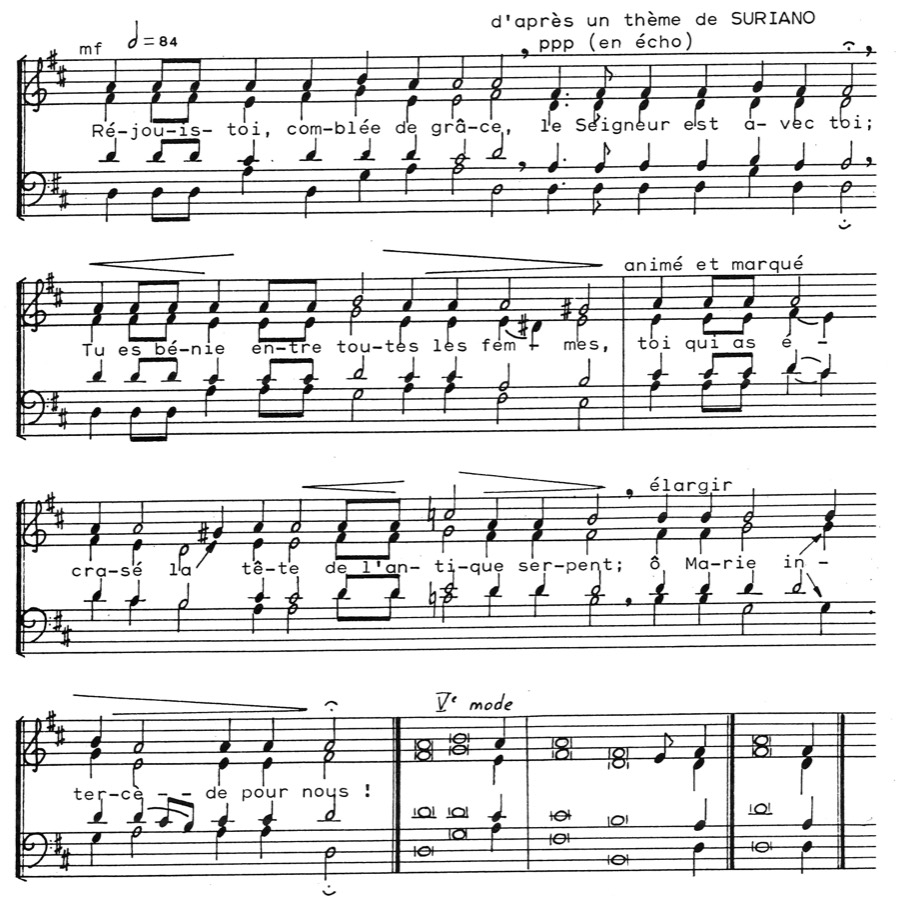 d'après un thème de SURIANO
mf = 84 ppp (en écho)
Ré-jou-is- toi, com-blée de grâ-ce, le Seigneur est a- vec toi;
animé et marqué
Tu es bé-nie en-tre tou-tes les fem - mes, toi qui as é -
élargir
cra-sé la tê-te de l'an- ti-que ser-pent; ô Ma-rie in -
Ve mode
ter-cè - - de pour nous !